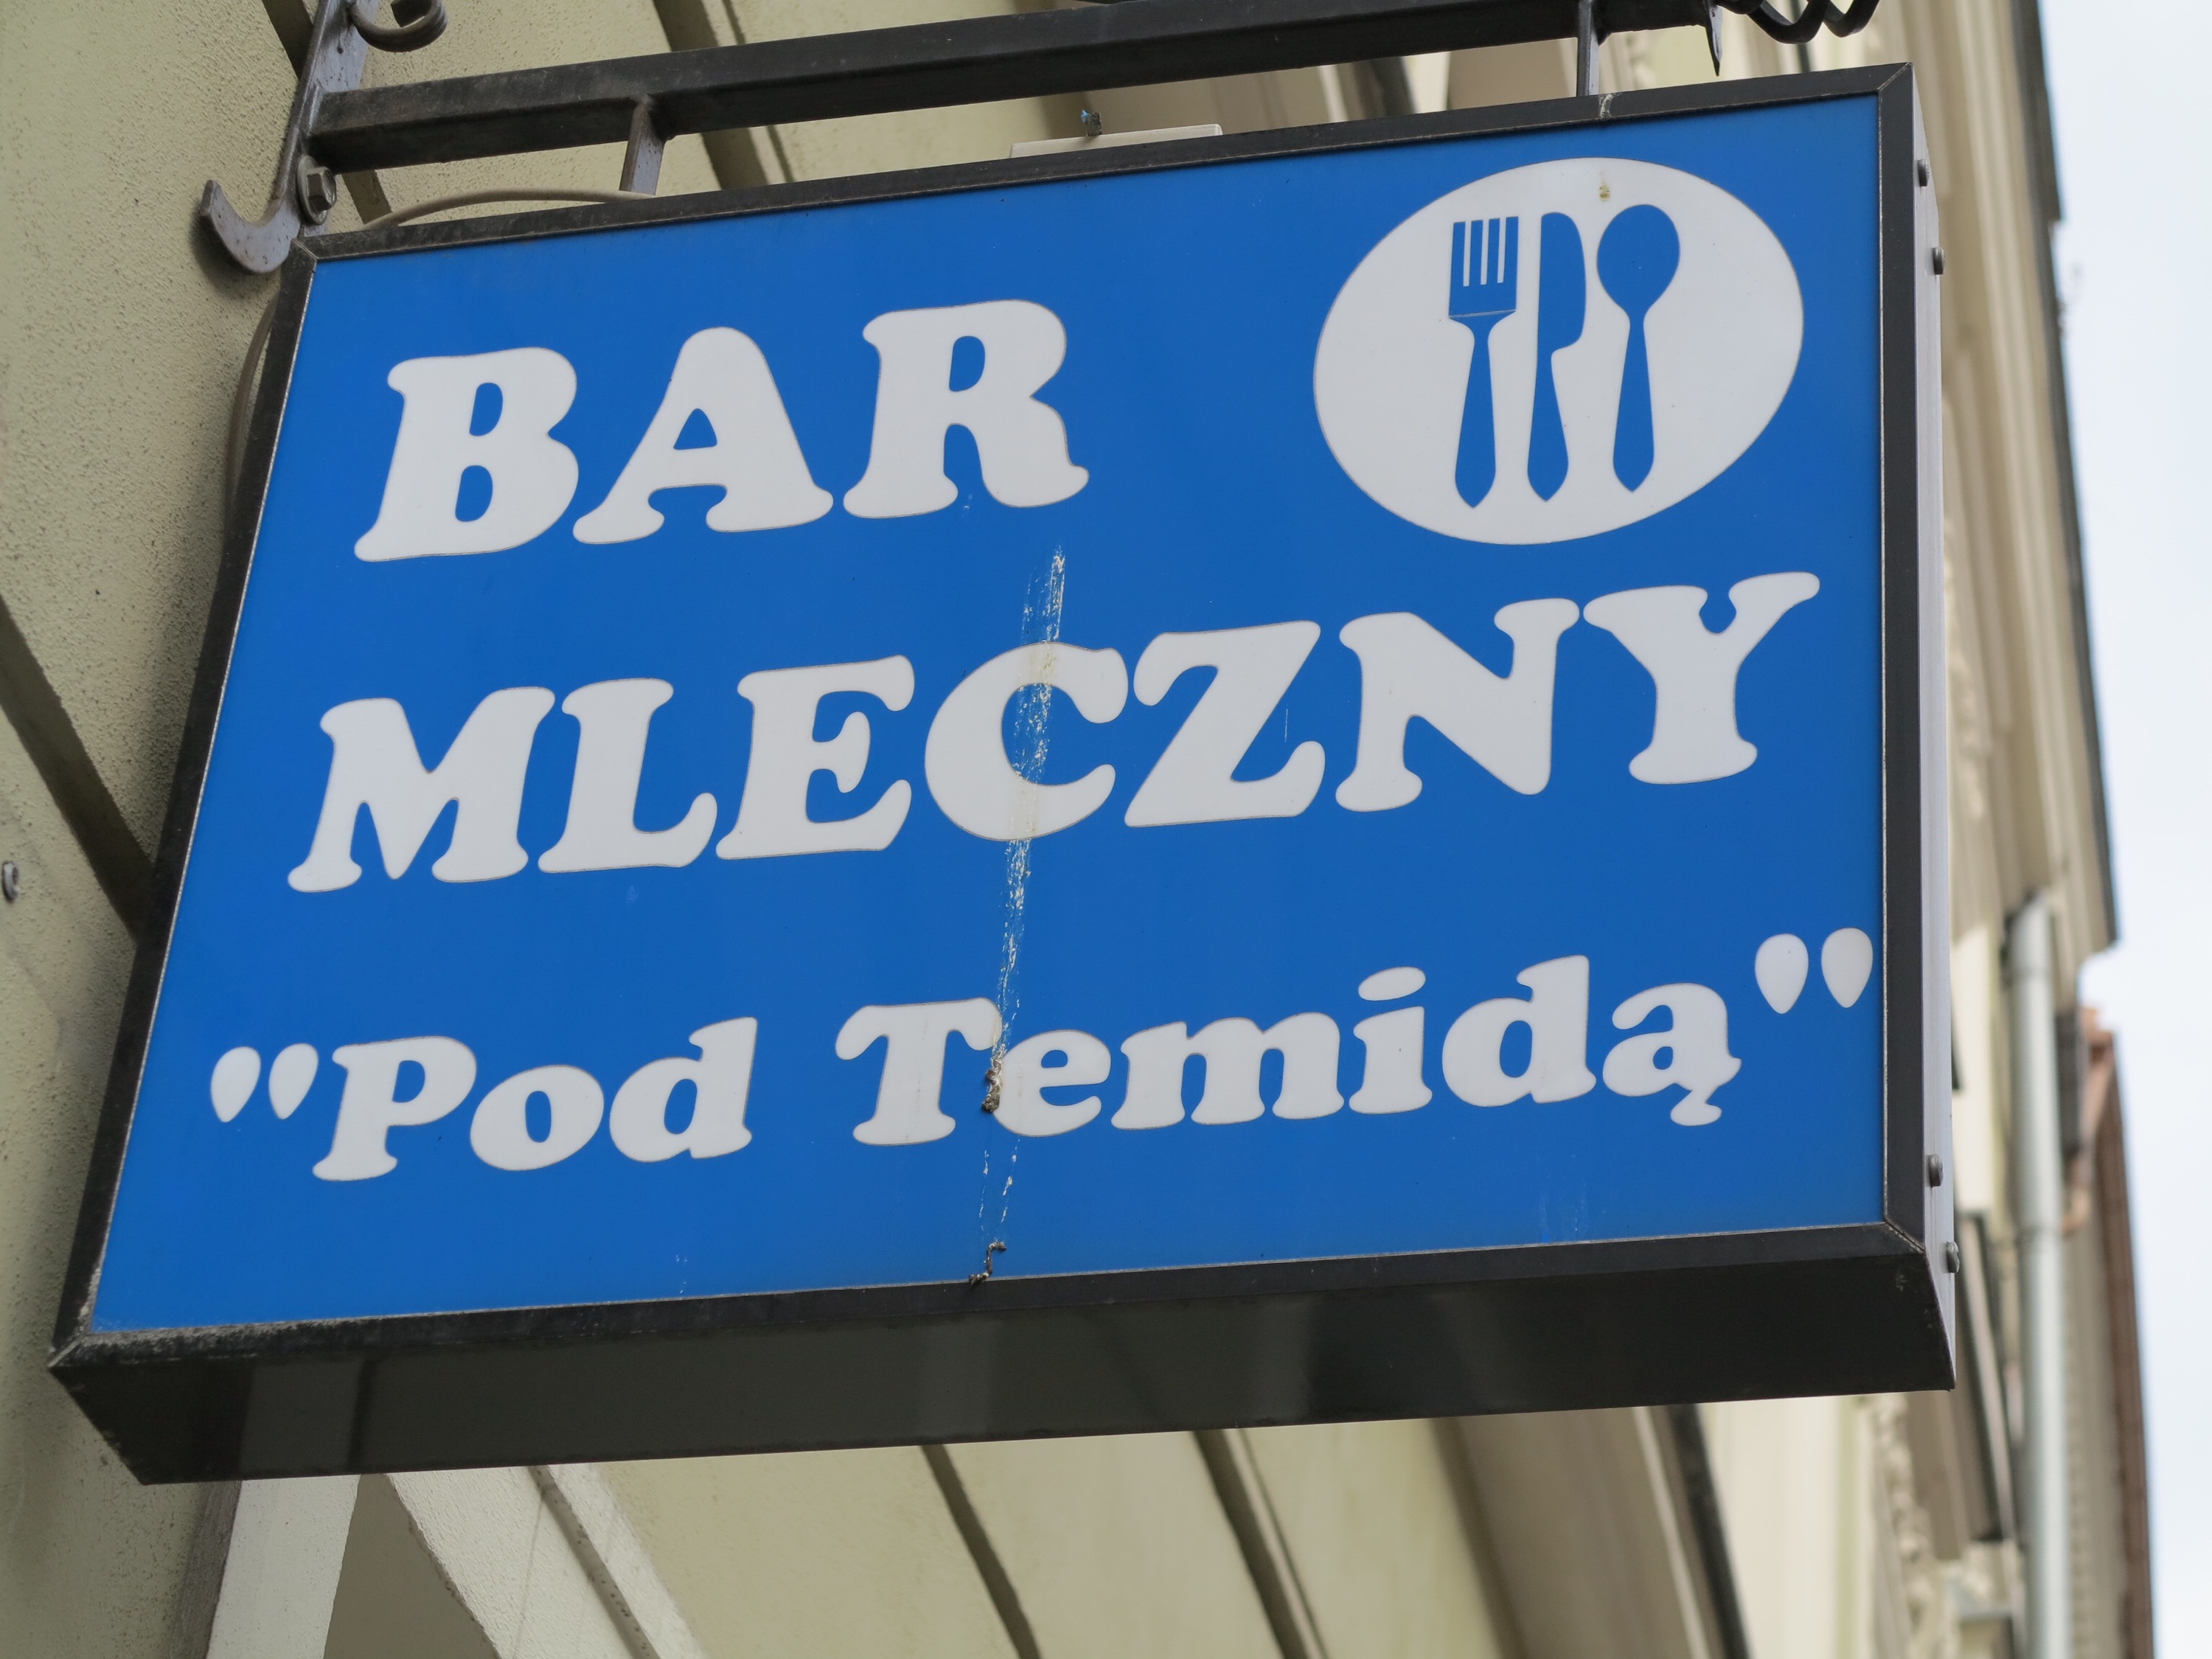 BAR
MLECZNY
"Pod Temidą"